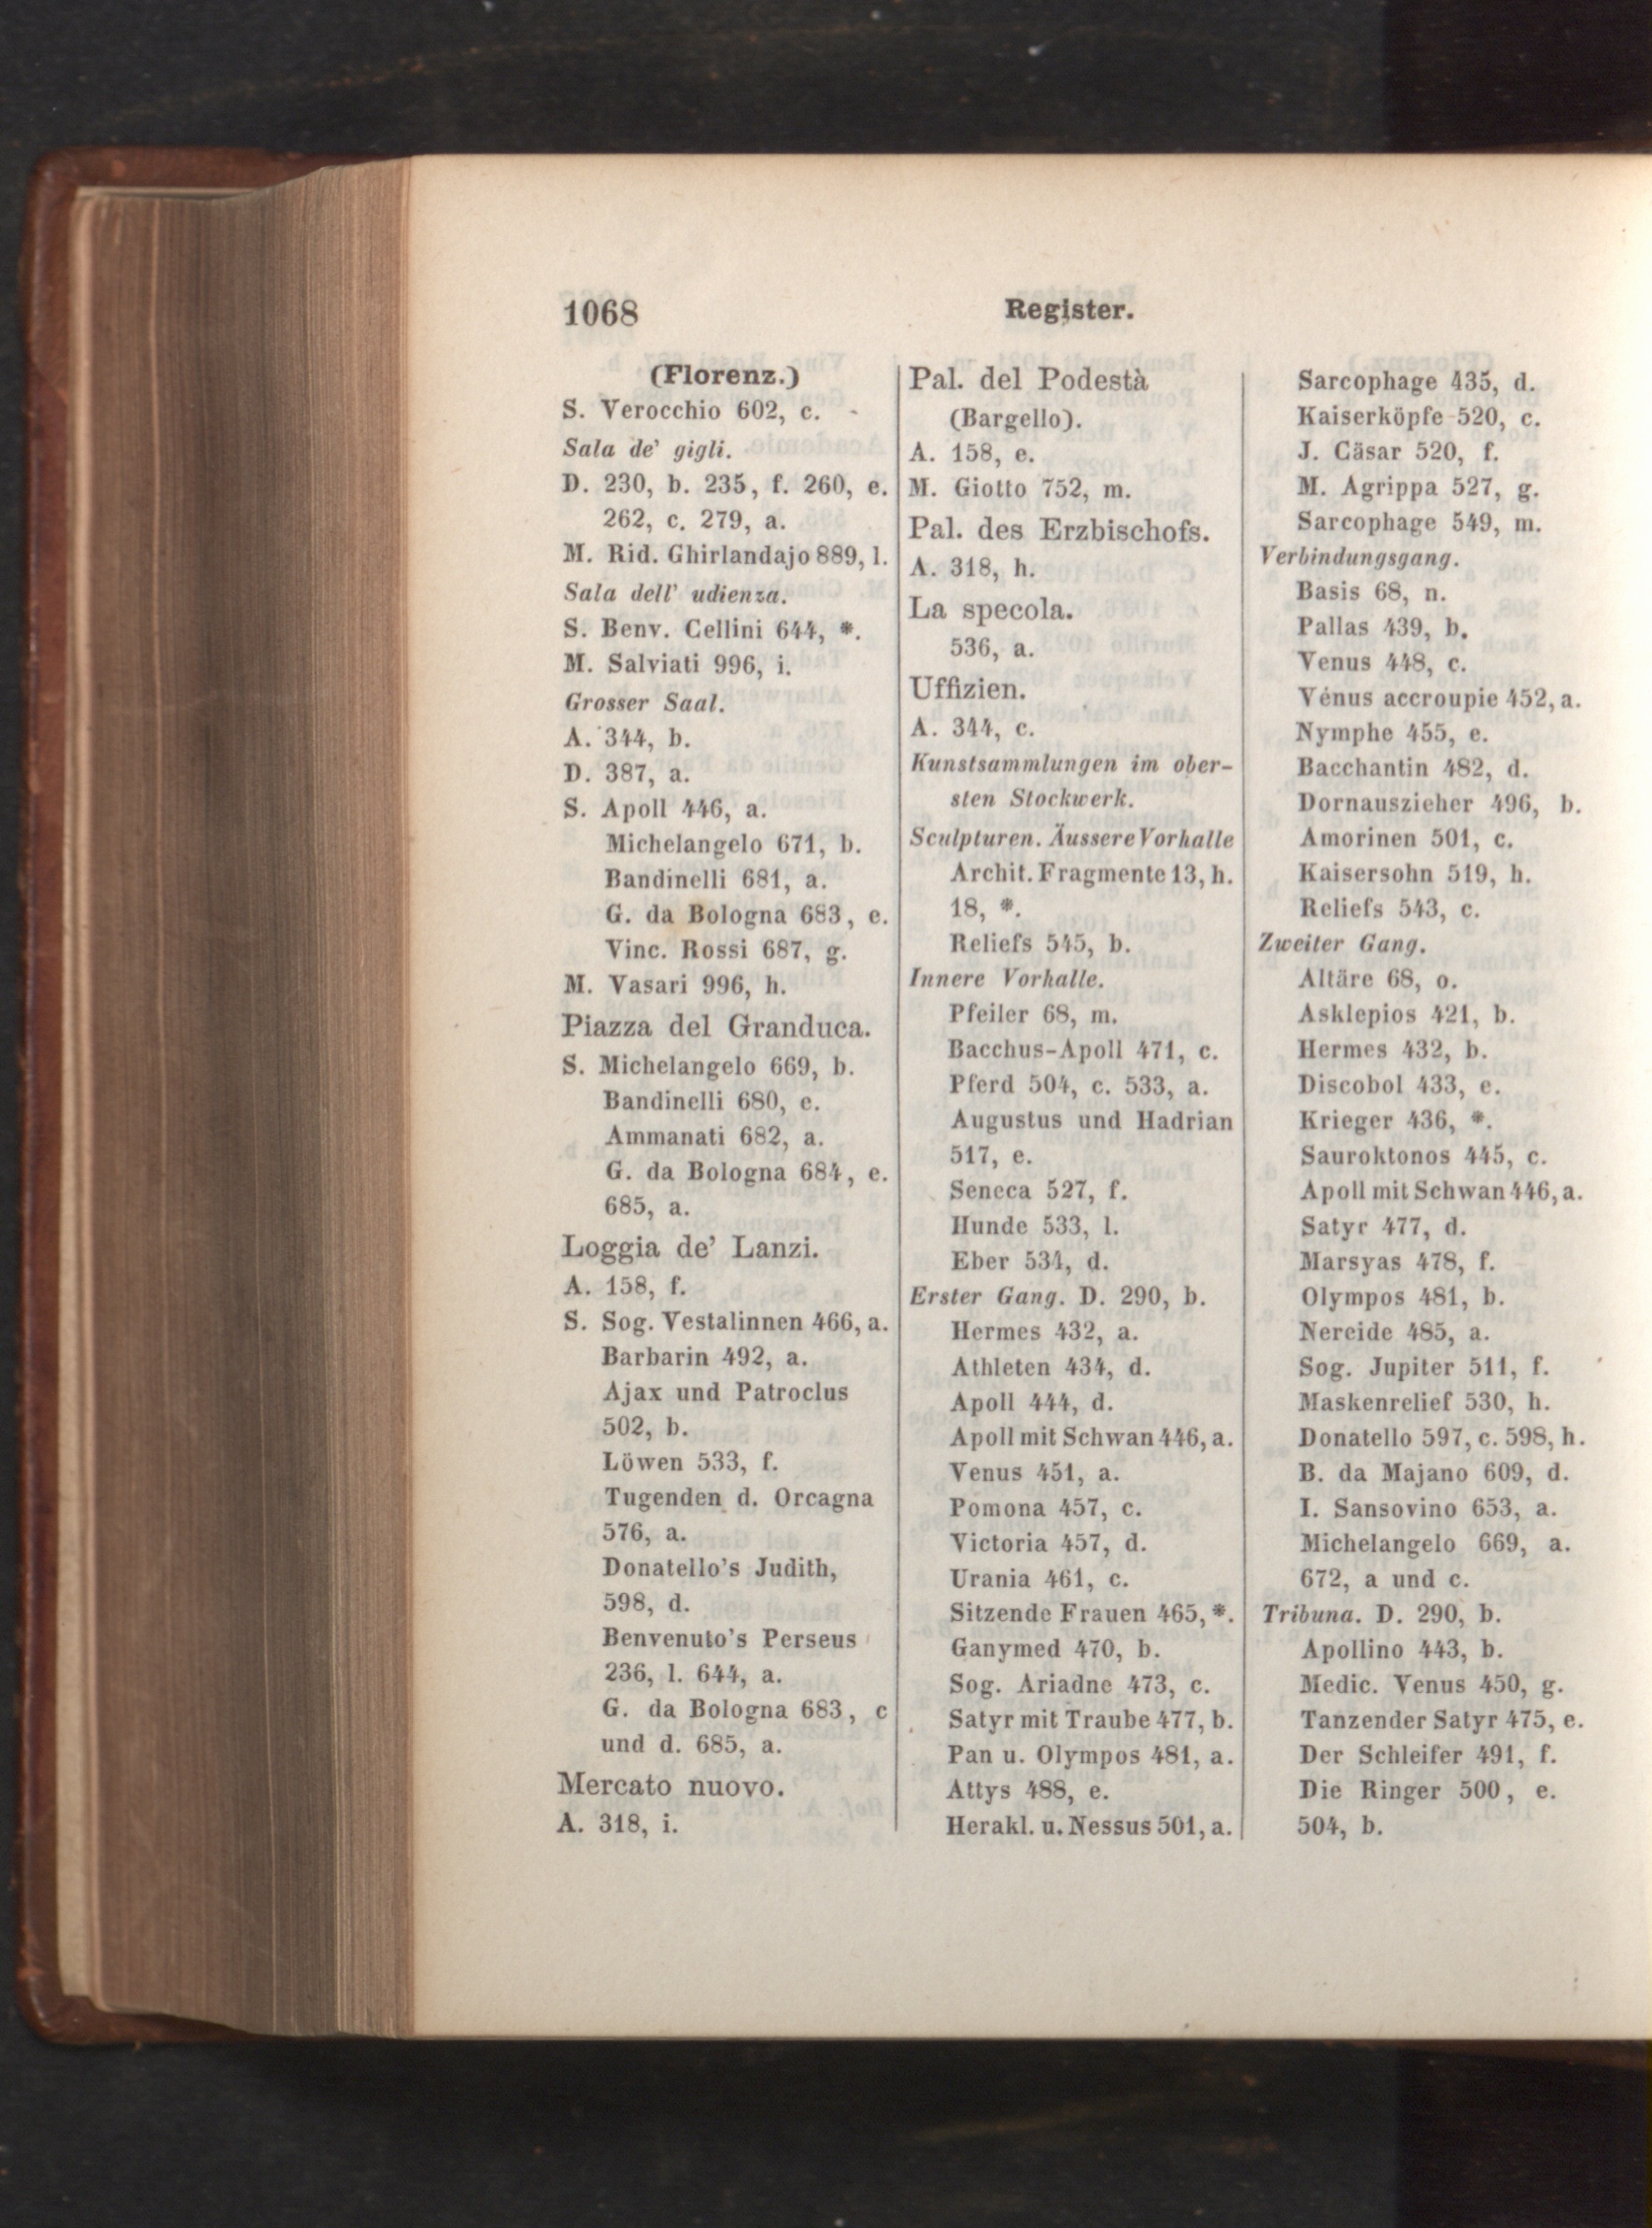 1068
Register.
(Florenz.)
S. Verocchio 602, c.
Sala de' gigli.
D. 230, b. 235, f. 260, e.
262, c. 279, a.
M. Rid. Ghirlandajo 889, l.
Sala dell' udienza.
S. Benv. Cellini 644, *.
M. Salviati 996, i.
Grosser Saal.
A. 344, b.
D. 387, a.
S. Apoll 446, a.
Michelangelo 671, b.
Bandinelli 681, a.
G. da Bologna 683, e.
Vinc. Rossi 687, g.
M. Vasari 996, h.
Piazza del Granduca.
S. Michelangelo 669, b.
Bandinelli 680, e.
Ammanati 682, a.
G. da Bologna 684, e.
685, a.
Loggia de' Lanzi.
A. 158, f.
S. Sog. Vestalinnen 466, a.
Barbarin 492, a.
Ajax und Patroclus
502, b.
Löwen 533, f.
Tugenden d. Orcagna
576, a.
Donatello's Judith,
598, d.
Benvenuto's Perseus
236, l. 644, a.
G. da Bologna 683, c
und d. 685, a.
Mercato nuovo.
A. 318, i.
Pal. del Podestà
(Bargello).
A. 158, e.
M. Giotto 752, m.
Pal. des Erzbischofs.
A. 318, h.
La specola.
536, a.
Uffizien.
A. 344, c.
Kunstsammlungen im ober-
sten Stockwerk.
Sculpturen. Äussere Vorhalle
Archit. Fragmente 13, h.
18, *.
Reliefs 545, b.
Innere Vorhalle.
Pfeiler 68, m.
Bacchus-Apoll 471, c.
Pferd 504, c. 533, a.
Augustus und Hadrian
517, e.
Seneca 527, f.
Hunde 533, l.
Eber 534, d.
Erster Gang. D. 290, b.
Hermes 432, a.
Athleten 434, d.
Apoll 444, d.
Apoll mit Schwan 446, a.
Venus 451, a.
Pomona 457, c.
Victoria 457, d.
Urania 461, c.
Sitzende Frauen 465, *.
Ganymed 470, b.
Sog. Ariadne 473, c.
Satyr mit Traube 477, b.
Pan u. Olympos 481, a.
Attys 488, e.
Herakl. u. Nessus 501, a.
Sarcophage 435, d.
Kaiserköpfe 520, c.
J. Cäsar 520, f.
M. Agrippa 527, g.
Sarcophage 549, m.
Verbindungsgang.
Basis 68, n.
Pallas 439, b.
Venus 448, c.
Vénus accroupie 452, a.
Nymphe 455, e.
Bacchantin 482, d.
Dornauszieher 496, b.
Amorinen 501, c.
Kaisersohn 519, h.
Reliefs 543, c.
Zweiter Gang.
Altäre 68, o.
Asklepios 421, b.
Hermes 432, b.
Discobol 433, e.
Krieger 436, *.
Sauroktonos 445, c.
Apoll mit Schwan 446, a.
Satyr 477, d.
Marsyas 478, f.
Olympos 481, b.
Nereide 485, a.
Sog. Jupiter 511, f.
Maskenrelief 530, h.
Donatello 597, c. 598, h.
B. da Majano 609, d.
I. Sansovino 653, a.
Michelangelo 669, a.
672, a und c.
Tribuna. D. 290, b.
Apollino 443, b.
Medic. Venus 450, g.
Tanzender Satyr 475, e.
Der Schleifer 491, f.
Die Ringer 500, e.
504, b.